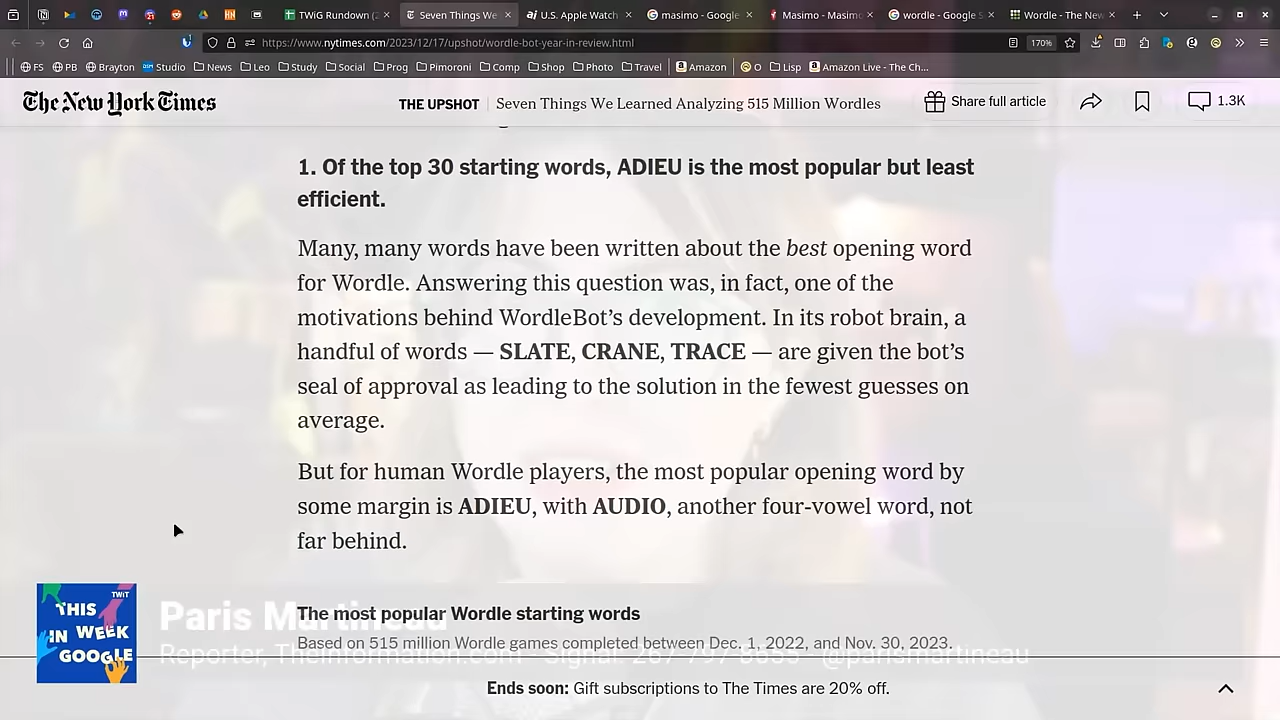 TWiG Rundown (
Seven Things We
U.S. Apple Watch
masimo - Google
Masimo - Masimo
wordle - Google S
Wordle - The New
https://www.nytimes.com/2023/12/17/upshot/wordle-bot-year-in-review.html
170%
FS PB Brayton Studio News Leo Study Social Prog Pimoroni Comp Shop Photo Travel Amazon O Lisp Amazon Live - The Ch...
The New York Times
THE UPSHOT
Seven Things We Learned Analyzing 515 Million Wordles
Share full article
1.3K
1. Of the top 30 starting words, ADIEU is the most popular but least
efficient.
Many, many words have been written about the best opening word
for Wordle. Answering this question was, in fact, one of the
motivations behind WordleBot’s development. In its robot brain, a
handful of words — SLATE, CRANE, TRACE — are given the bot’s
seal of approval as leading to the solution in the fewest guesses on
average.
But for human Wordle players, the most popular opening word by
some margin is ADIEU, with AUDIO, another four-vowel word, not
far behind.
TWiT
THIS
IN WEEK
GOOGLE
Paris Martineau
The most popular Wordle starting words
Reporter, TheInformation.com Signal: @parismartineau
Based on 515 million Wordle games completed between Dec. 1, 2022, and Nov. 30, 2023.
Ends soon: Gift subscriptions to The Times are 20% off.